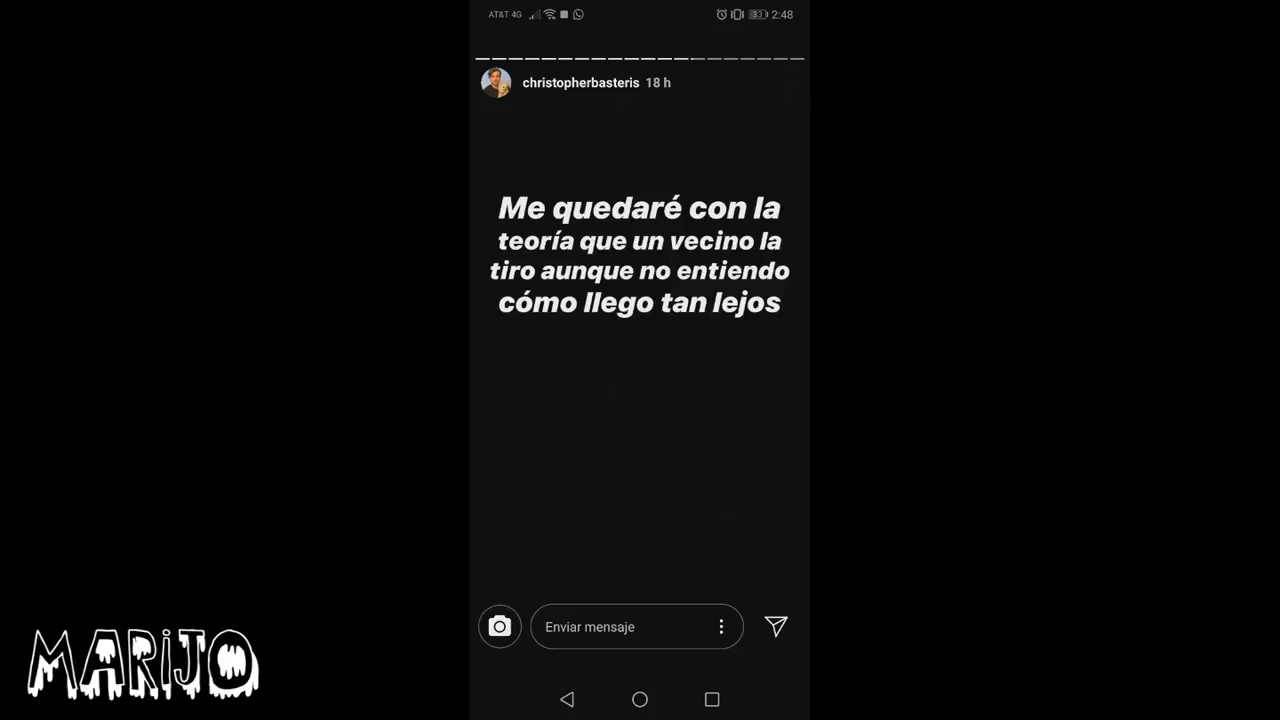 AT&T 4G 33 2:48
christopherbasteris 18 h
Me quedaré con la
teoría que un vecino la
tiro aunque no entiendo
cómo llego tan lejos
Enviar mensaje
MARiJO